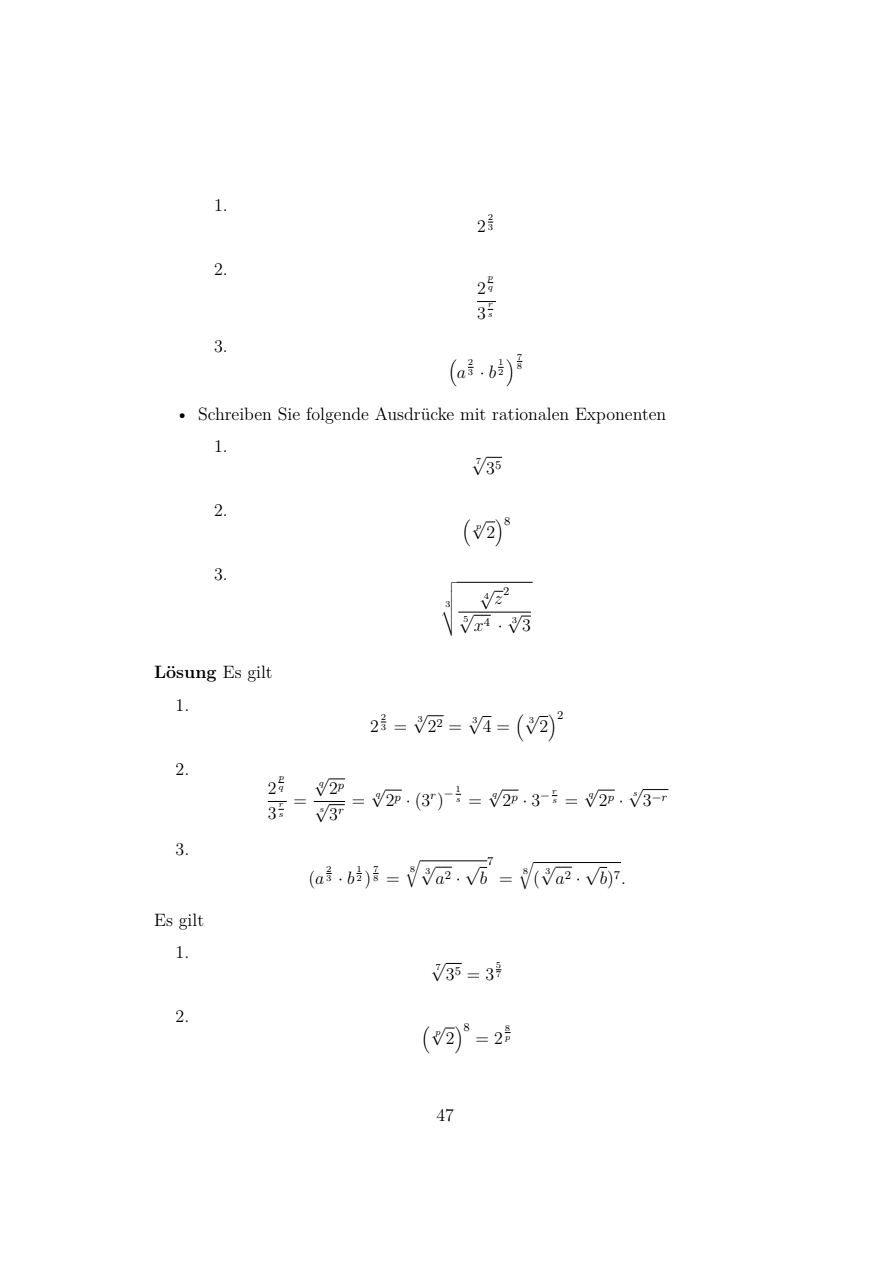 1.
$2^{\frac{2}{3}}$
2.
$\frac{2^{\frac{p}{q}}}{3^{\frac{r}{s}}}$
3.
$\left(a^{\frac{2}{3}} \cdot b^{\frac{1}{2}}\right)^{\frac{7}{8}}$
• Schreiben Sie folgende Ausdrücke mit rationalen Exponenten
1.
$\sqrt[7]{3^5}$
2.
$\left(\sqrt[p]{2}\right)^8$
3.
$\sqrt[3]{\frac{\sqrt[4]{z}^2}{\sqrt[5]{x^4} \cdot \sqrt[3]{3}}}$
Lösung Es gilt
1.
$2^{\frac{2}{3}} = \sqrt[3]{2^2} = \sqrt[3]{4} = \left(\sqrt[3]{2}\right)^2$
2.
$\frac{2^{\frac{p}{q}}}{3^{\frac{r}{s}}} = \frac{\sqrt[q]{2^p}}{\sqrt[s]{3^r}} = \sqrt[q]{2^p} \cdot (3^r)^{-\frac{1}{s}} = \sqrt[q]{2^p} \cdot 3^{-\frac{r}{s}} = \sqrt[q]{2^p} \cdot \sqrt[s]{3^{-r}}$
3.
$(a^{\frac{2}{3}} \cdot b^{\frac{1}{2}})^{\frac{7}{8}} = \sqrt[8]{\sqrt[3]{a^2} \cdot \sqrt{b}}^7 = \sqrt[8]{(\sqrt[3]{a^2} \cdot \sqrt{b})^7}.$
Es gilt
1.
$\sqrt[7]{3^5} = 3^{\frac{5}{7}}$
2.
$\left(\sqrt[p]{2}\right)^8 = 2^{\frac{8}{p}}$
47